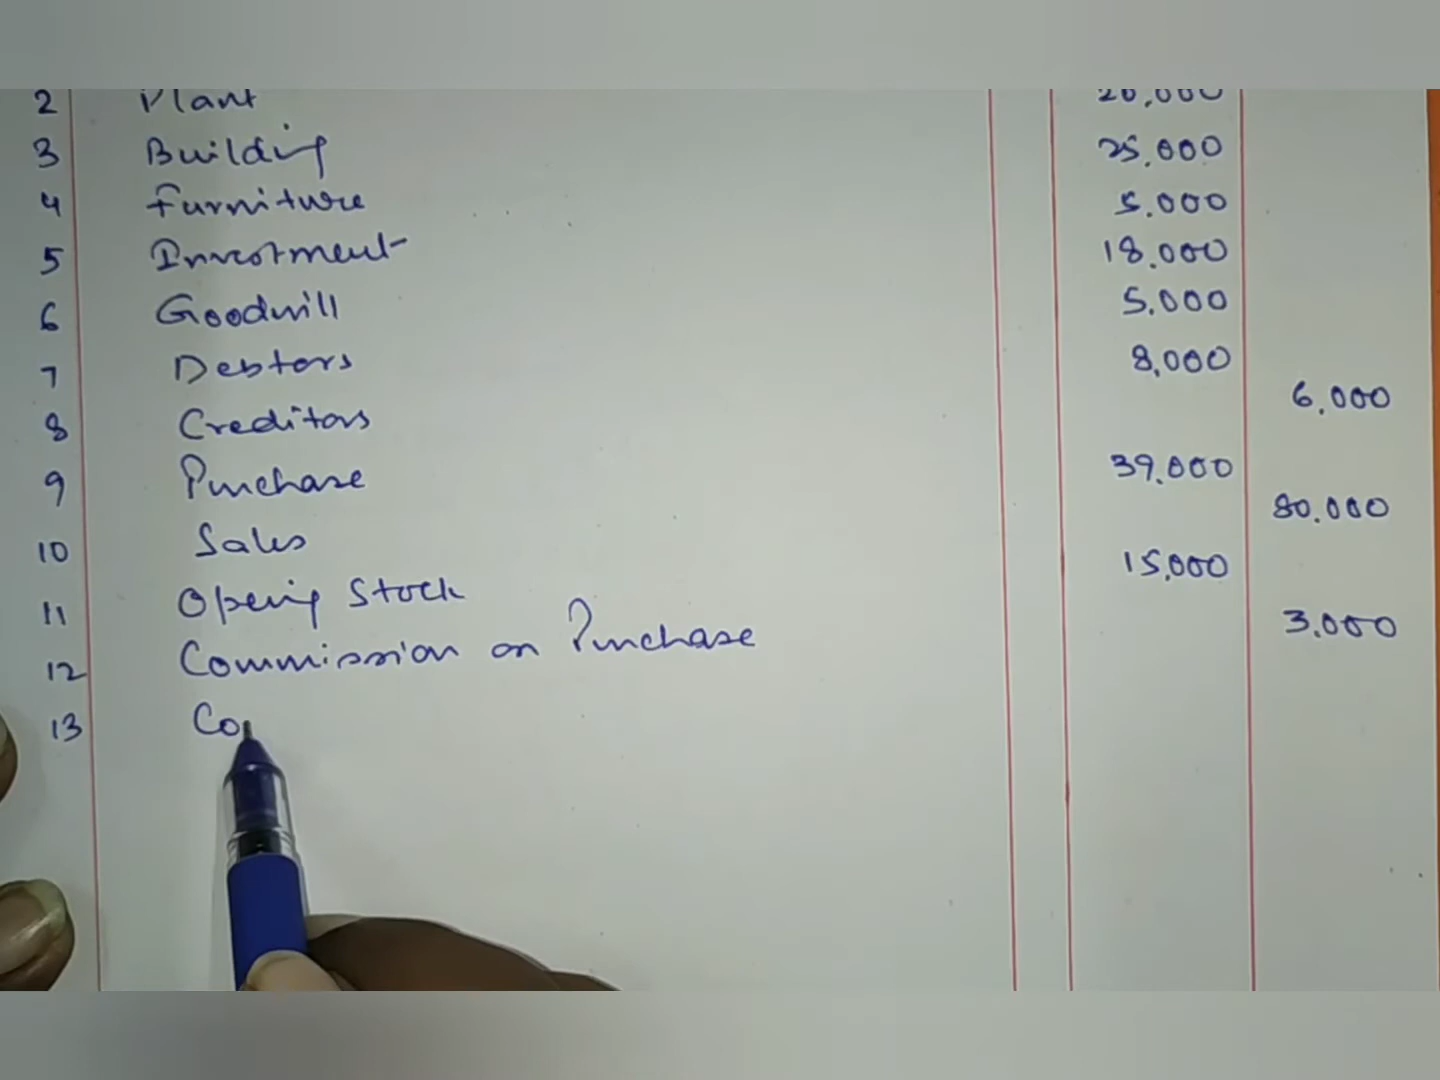 2 Plant 20,000
3 Building 25.000
4 Furniture 5.000
5 Investment 18.000
6 Goodwill 5.000
7 Debtors 8,000
8 Creditors 6.000
9 Purchase 39.000
10 Sales 80.000
11 Opening Stock 15,000
12 Commission on Purchase 3.000
13 Co